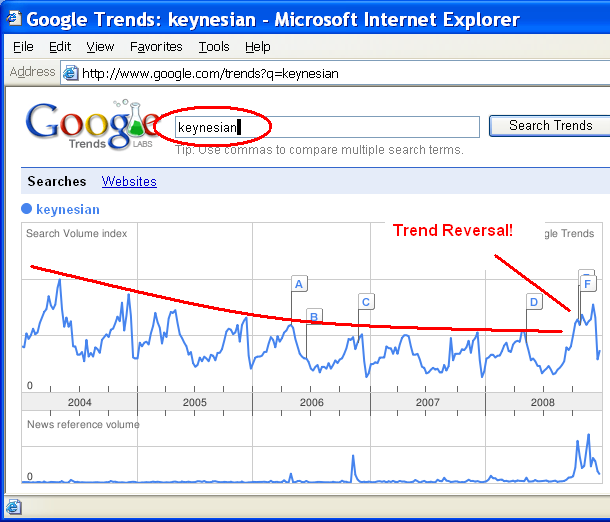 Google Trends: keynesian - Microsoft Internet Explorer
File Edit View Favorites Tools Help
Address http://www.google.com/trends?q=keynesian
Google
Trends LABS
keynesian
Search Trends
Tip: Use commas to compare multiple search terms.
Searches Websites
keynesian
Trend Reversal!
Search Volume index
gle Trends
A
F
B
C
D
0
2004 2005 2006 2007 2008
News reference volume
0